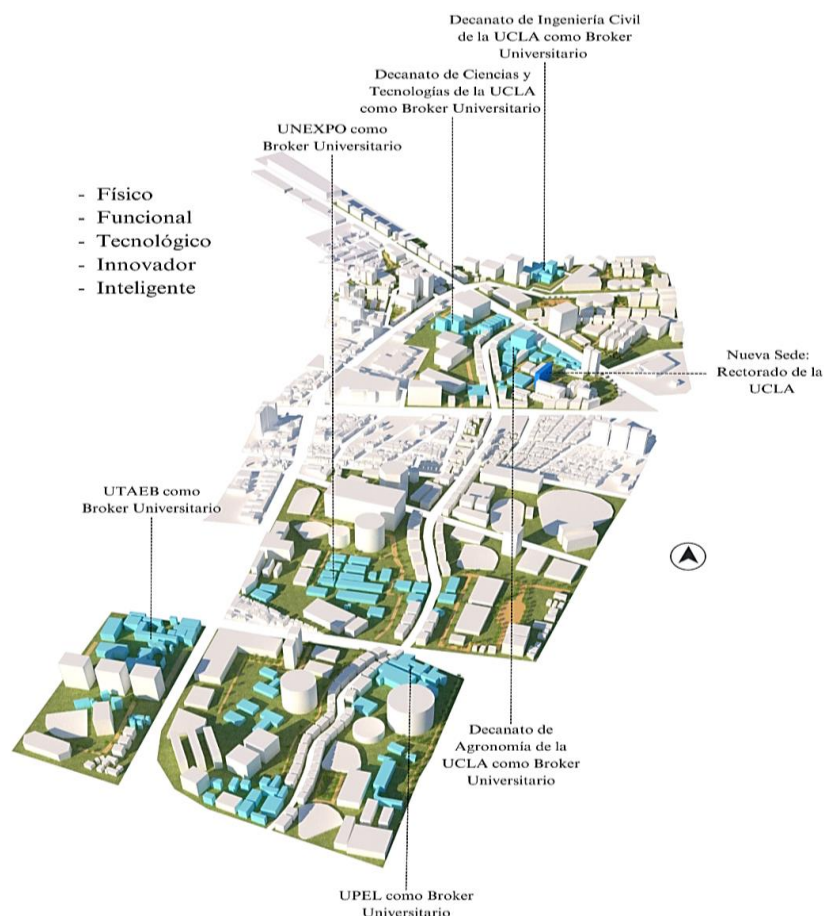 Decanato de Ingeniería Civil
de la UCLA como Broker
Universitario
Decanato de Ciencias y
Tecnologías de la UCLA
como Broker Universitario
UNEXPO como
Broker Universitario
- Físico
- Funcional
- Tecnológico
- Innovador
- Inteligente
Nueva Sede:
Rectorado de la
UCLA
UTAEB como
Broker Universitario
Decanato de
Agronomía de la
UCLA como Broker
Universitario
UPEL como Broker
Universitario